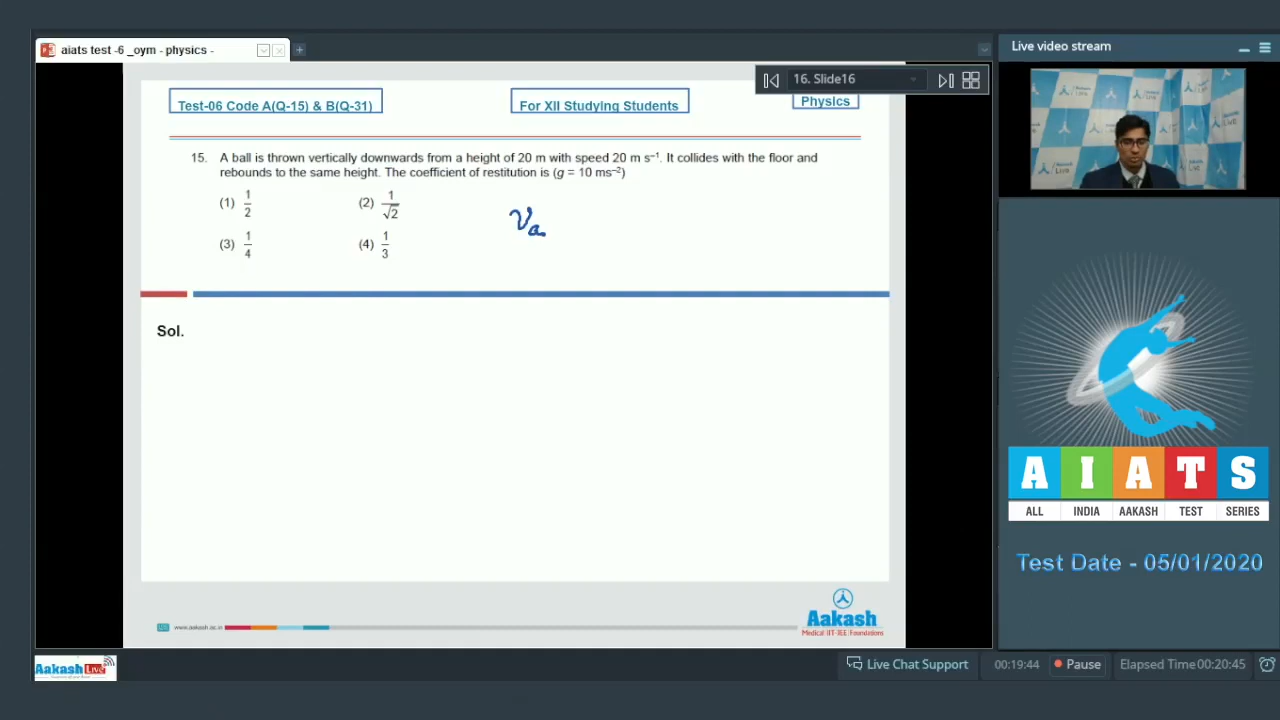 aiats test -6 _oym - physics -
Live video stream
16. Slide16
Test-06 Code A(Q-15) & B(Q-31)
For XII Studying Students
Physics
15. A ball is thrown vertically downwards from a height of 20 m with speed 20 m s⁻¹. It collides with the floor and
rebounds to the same height. The coefficient of restitution is (g = 10 ms⁻²)
(1) 1/2 (2) 1/√2
(3) 1/4 (4) 1/3
va
Sol.
A I A T S
ALL INDIA AAKASH TEST SERIES
Test Date - 05/01/2020
www.aakash.ac.in
Aakash
Medical|IIT-JEE|Foundations
Aakash Live
Live Chat Support
00:19:44
Pause
Elapsed Time 00:20:45